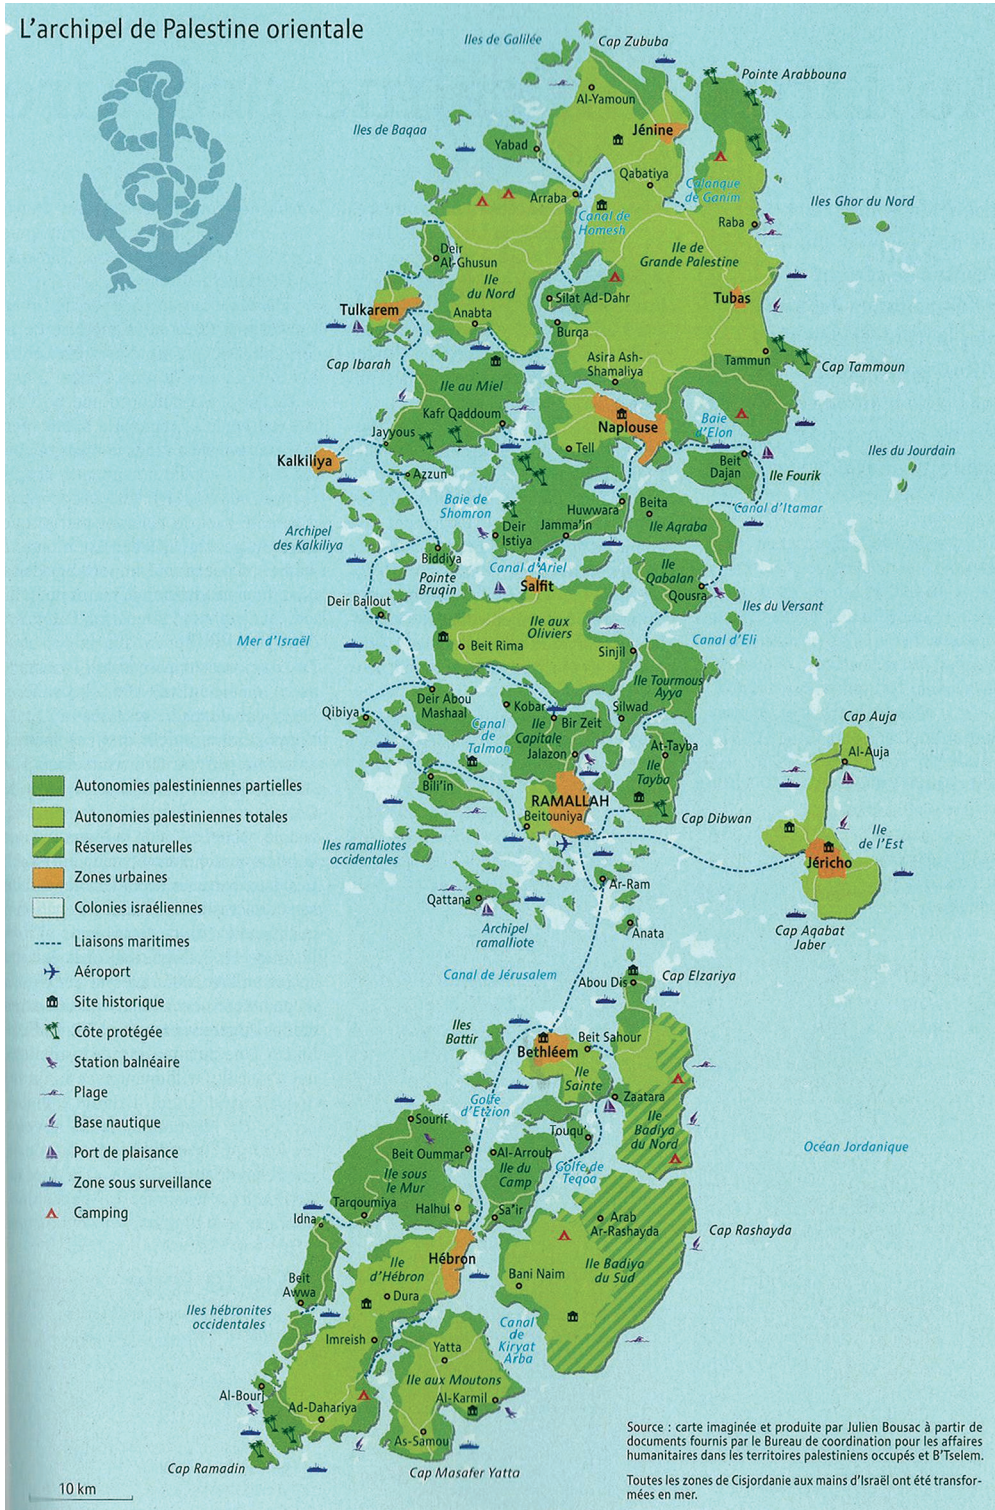 L'archipel de Palestine orientale
Iles de Galilée
Cap Zububa
Pointe Arabbouna
Al-Yamoun
Iles de Baqaa
Jénine
Yabad
Qabatiya
Calanque
de Ganim
Arraba
Iles Ghor du Nord
Canal de
Homesh
Raba
Deir
Al-Ghusun
Ile de
Grande Palestine
Ile
du Nord
Silat Ad-Dahr
Tubas
Tulkarem
Anabta
Burqa
Cap Ibarah
Asira Ash-
Shamaliya
Tammun
Cap Tammoun
Ile au Miel
Kafr Qaddoum
Naplouse
Baie
d'Elon
Jayyous
Tell
Iles du Jourdain
Kalkiliya
Azzun
Beit
Dajan
Ile Fourik
Baie de
Shomron
Huwwara
Beita
Canal d'Itamar
Archipel
des Kalkiliya
Deir
Istiya
Jamma'in
Ile Aqraba
Biddiya
Canal d'Ariel
Ile
Qabalan
Pointe
Bruqin
Salfit
Qousra
Deir Ballout
Iles du Versant
Ile aux
Oliviers
Mer d'Israël
Beit Rima
Sinjil
Canal d'Eli
Ile Tourmous
Ayya
Deir Abou
Mashaal
Kobar
Silwad
Qibiya
Canal
de
Talmon
Ile
Capitale
Bir Zeit
Cap Auja
Jalazon
At-Tayba
Al-Auja
Ile
Tayba
Bili'in
RAMALLAH
Beitouniya
Cap Dibwan
Ile
de l'Est
Iles ramalliotes
occidentales
Jéricho
Ar-Ram
Qattana
Archipel
ramalliote
Anata
Cap Aqabat
Jaber
Canal de Jérusalem
Abou Dis
Cap Elzariya
Iles
Battir
Bethléem
Beit Sahour
Ile
Sainte
Golfe
d'Etzion
Zaatara
Sourif
Ile
Badiya
du Nord
Touqu'
Océan Jordanique
Beit Oummar
Al-Arroub
Ile du
Camp
Golfe de
Teqoa
Ile sous
le Mur
Tarqoumiya
Halhul
Sa'ir
Idna
Arab
Ar-Rashayda
Cap Rashayda
Hébron
Ile
d'Hébron
Bani Naim
Ile Badiya
du Sud
Beit
Awwa
Dura
Iles hébronites
occidentales
Imreish
Canal
de
Kiryat
Arba
Yatta
Ile aux Moutons
Al-Bourj
Al-Karmil
Ad-Dahariya
As-Samou
Cap Ramadin
Cap Masafer Yatta
Autonomies palestiniennes partielles
Autonomies palestiniennes totales
Réserves naturelles
Zones urbaines
Colonies israéliennes
Liaisons maritimes
Aéroport
Site historique
Côte protégée
Station balnéaire
Plage
Base nautique
Port de plaisance
Zone sous surveillance
Camping
10 km
Source : carte imaginée et produite par Julien Bousac à partir de
documents fournis par le Bureau de coordination pour les affaires
humanitaires dans les territoires palestiniens occupés et B'Tselem.
Toutes les zones de Cisjordanie aux mains d'Israël ont été transfor-
mées en mer.